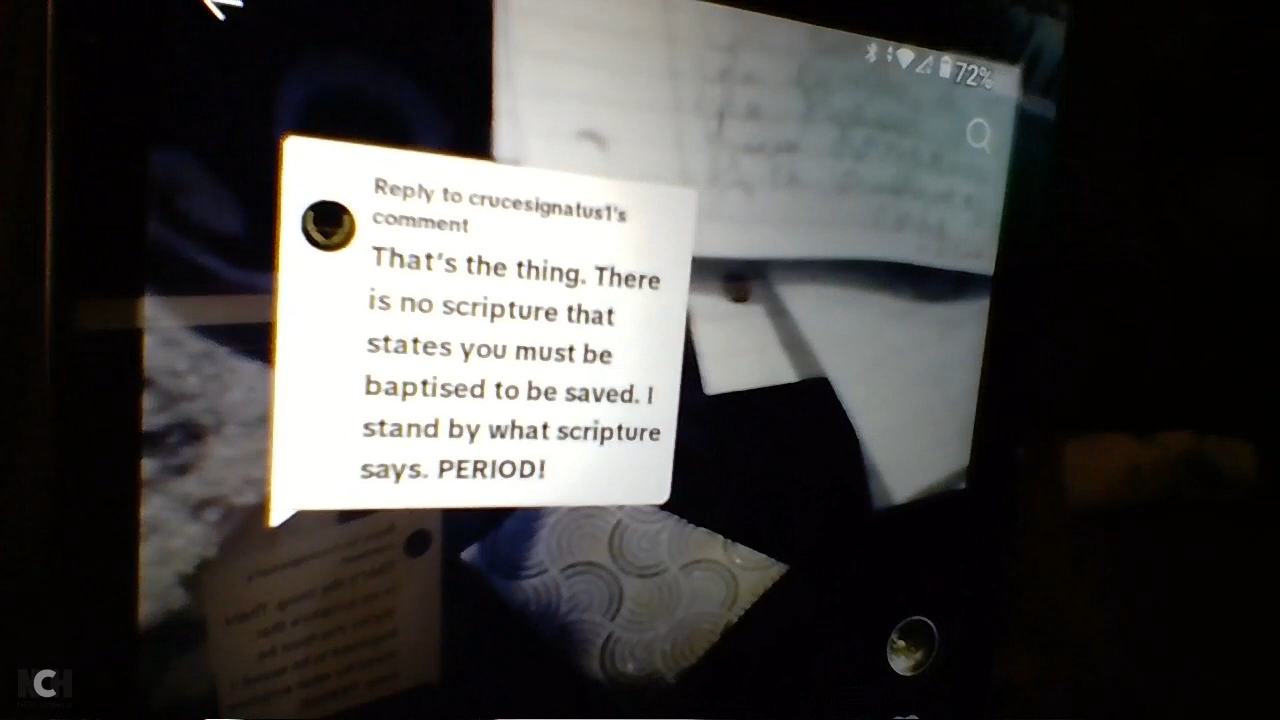 72%
Reply to crucesignatus1's
comment
That's the thing. There
is no scripture that
states you must be
baptised to be saved. I
stand by what scripture
says. PERIOD!
NCH